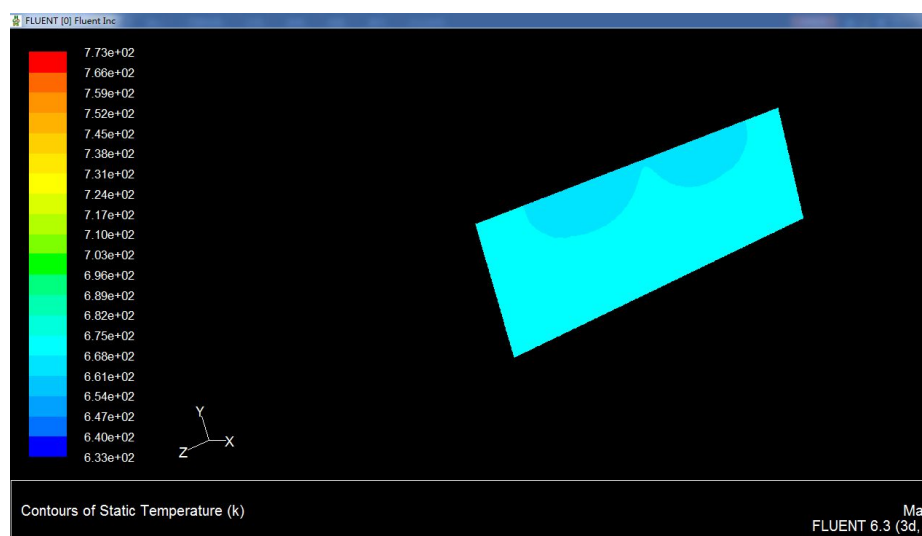 FLUENT [0] Fluent Inc
7.73e+02
7.66e+02
7.59e+02
7.52e+02
7.45e+02
7.38e+02
7.31e+02
7.24e+02
7.17e+02
7.10e+02
7.03e+02
6.96e+02
6.89e+02
6.82e+02
6.75e+02
6.68e+02
6.61e+02
6.54e+02
6.47e+02
6.40e+02
6.33e+02
Y
Z
X
Contours of Static Temperature (k)
Ma
FLUENT 6.3 (3d,